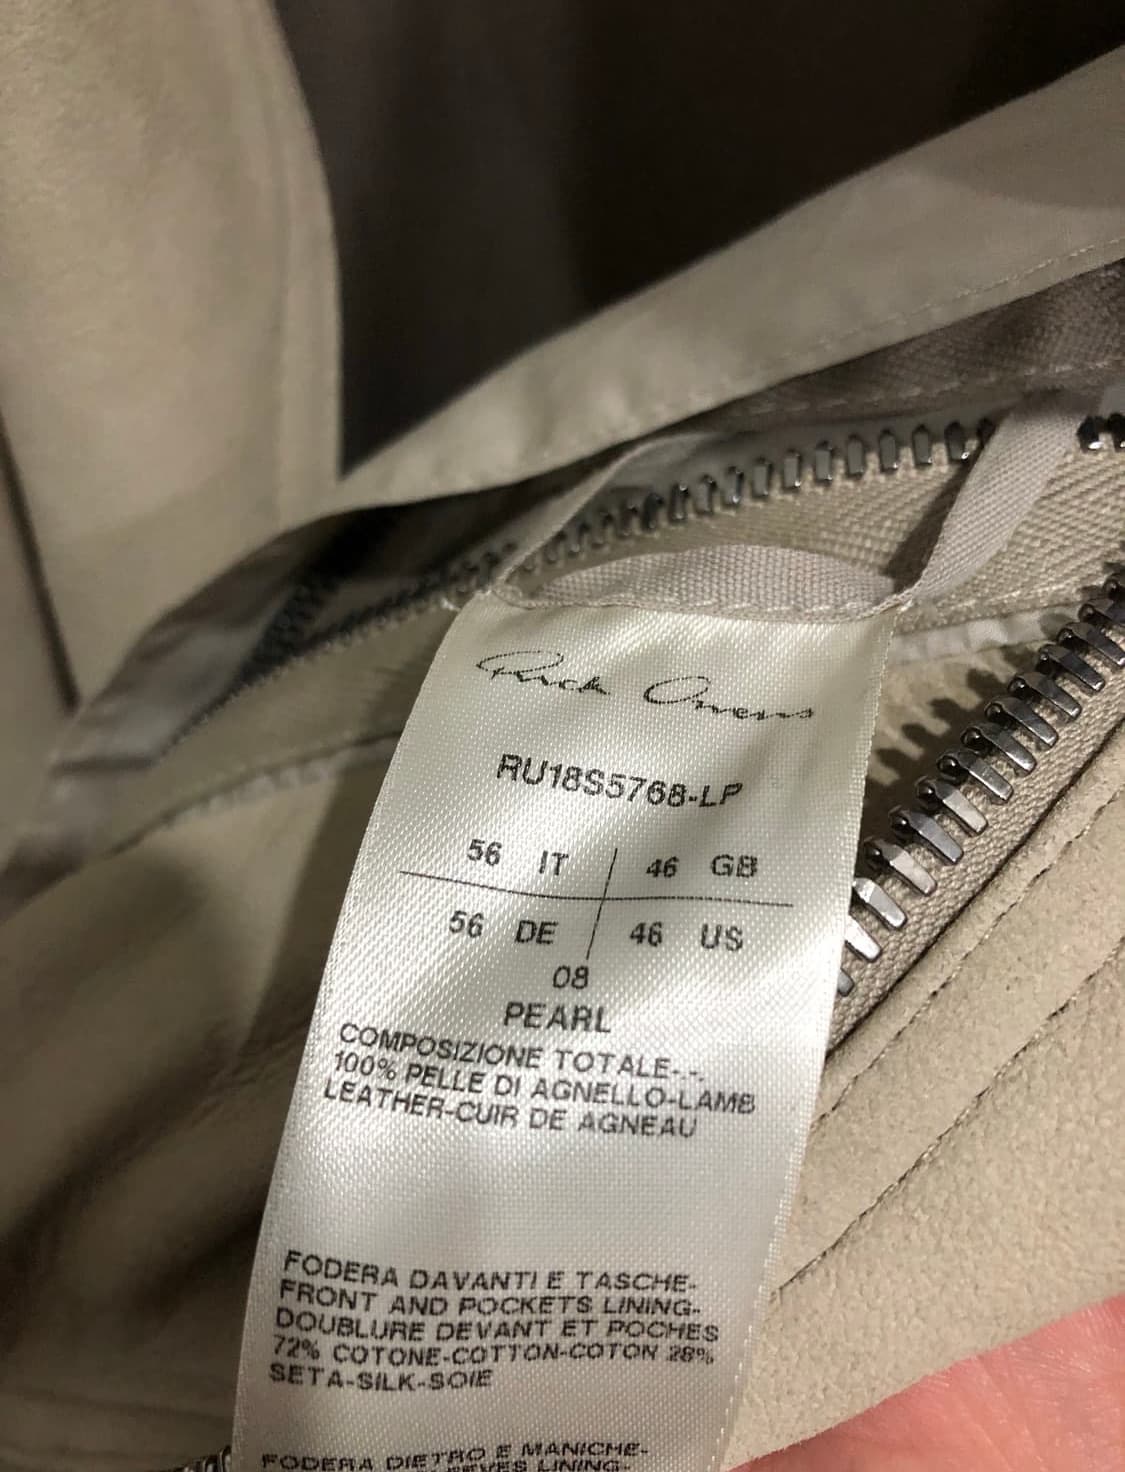 Rick Owens
RU18S5768-LP
56 IT 46 GB
56 DE 46 US
08
PEARL
COMPOSIZIONE TOTALE-.-.
100% PELLE DI AGNELLO-LAMB
LEATHER-CUIR DE AGNEAU
FODERA DAVANTI E TASCHE-
FRONT AND POCKETS LINING-
DOUBLURE DEVANT ET POCHES
72% COTONE-COTTON-COTON 28%
SETA-SILK-SOIE
FODERA DIETRO E MANICHE-
LINING-